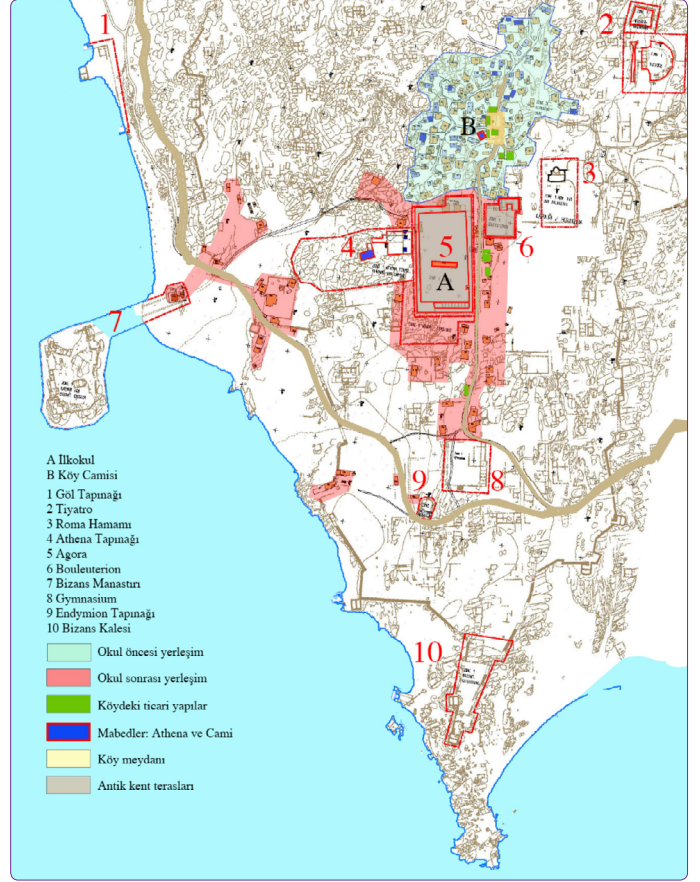 1
2
B
3
4
5
A
6
7
A İlkokul
B Köy Camisi
1 Göl Tapınağı
2 Tiyatro
3 Roma Hamamı
4 Athena Tapınağı
5 Agora
6 Bouleuterion
7 Bizans Manastırı
8 Gymnasium
9 Endymion Tapınağı
10 Bizans Kalesi
9
8
10
Okul öncesi yerleşim
Okul sonrası yerleşim
Köydeki ticari yapılar
Mabedler: Athena ve Cami
Köy meydanı
Antik kent terasları